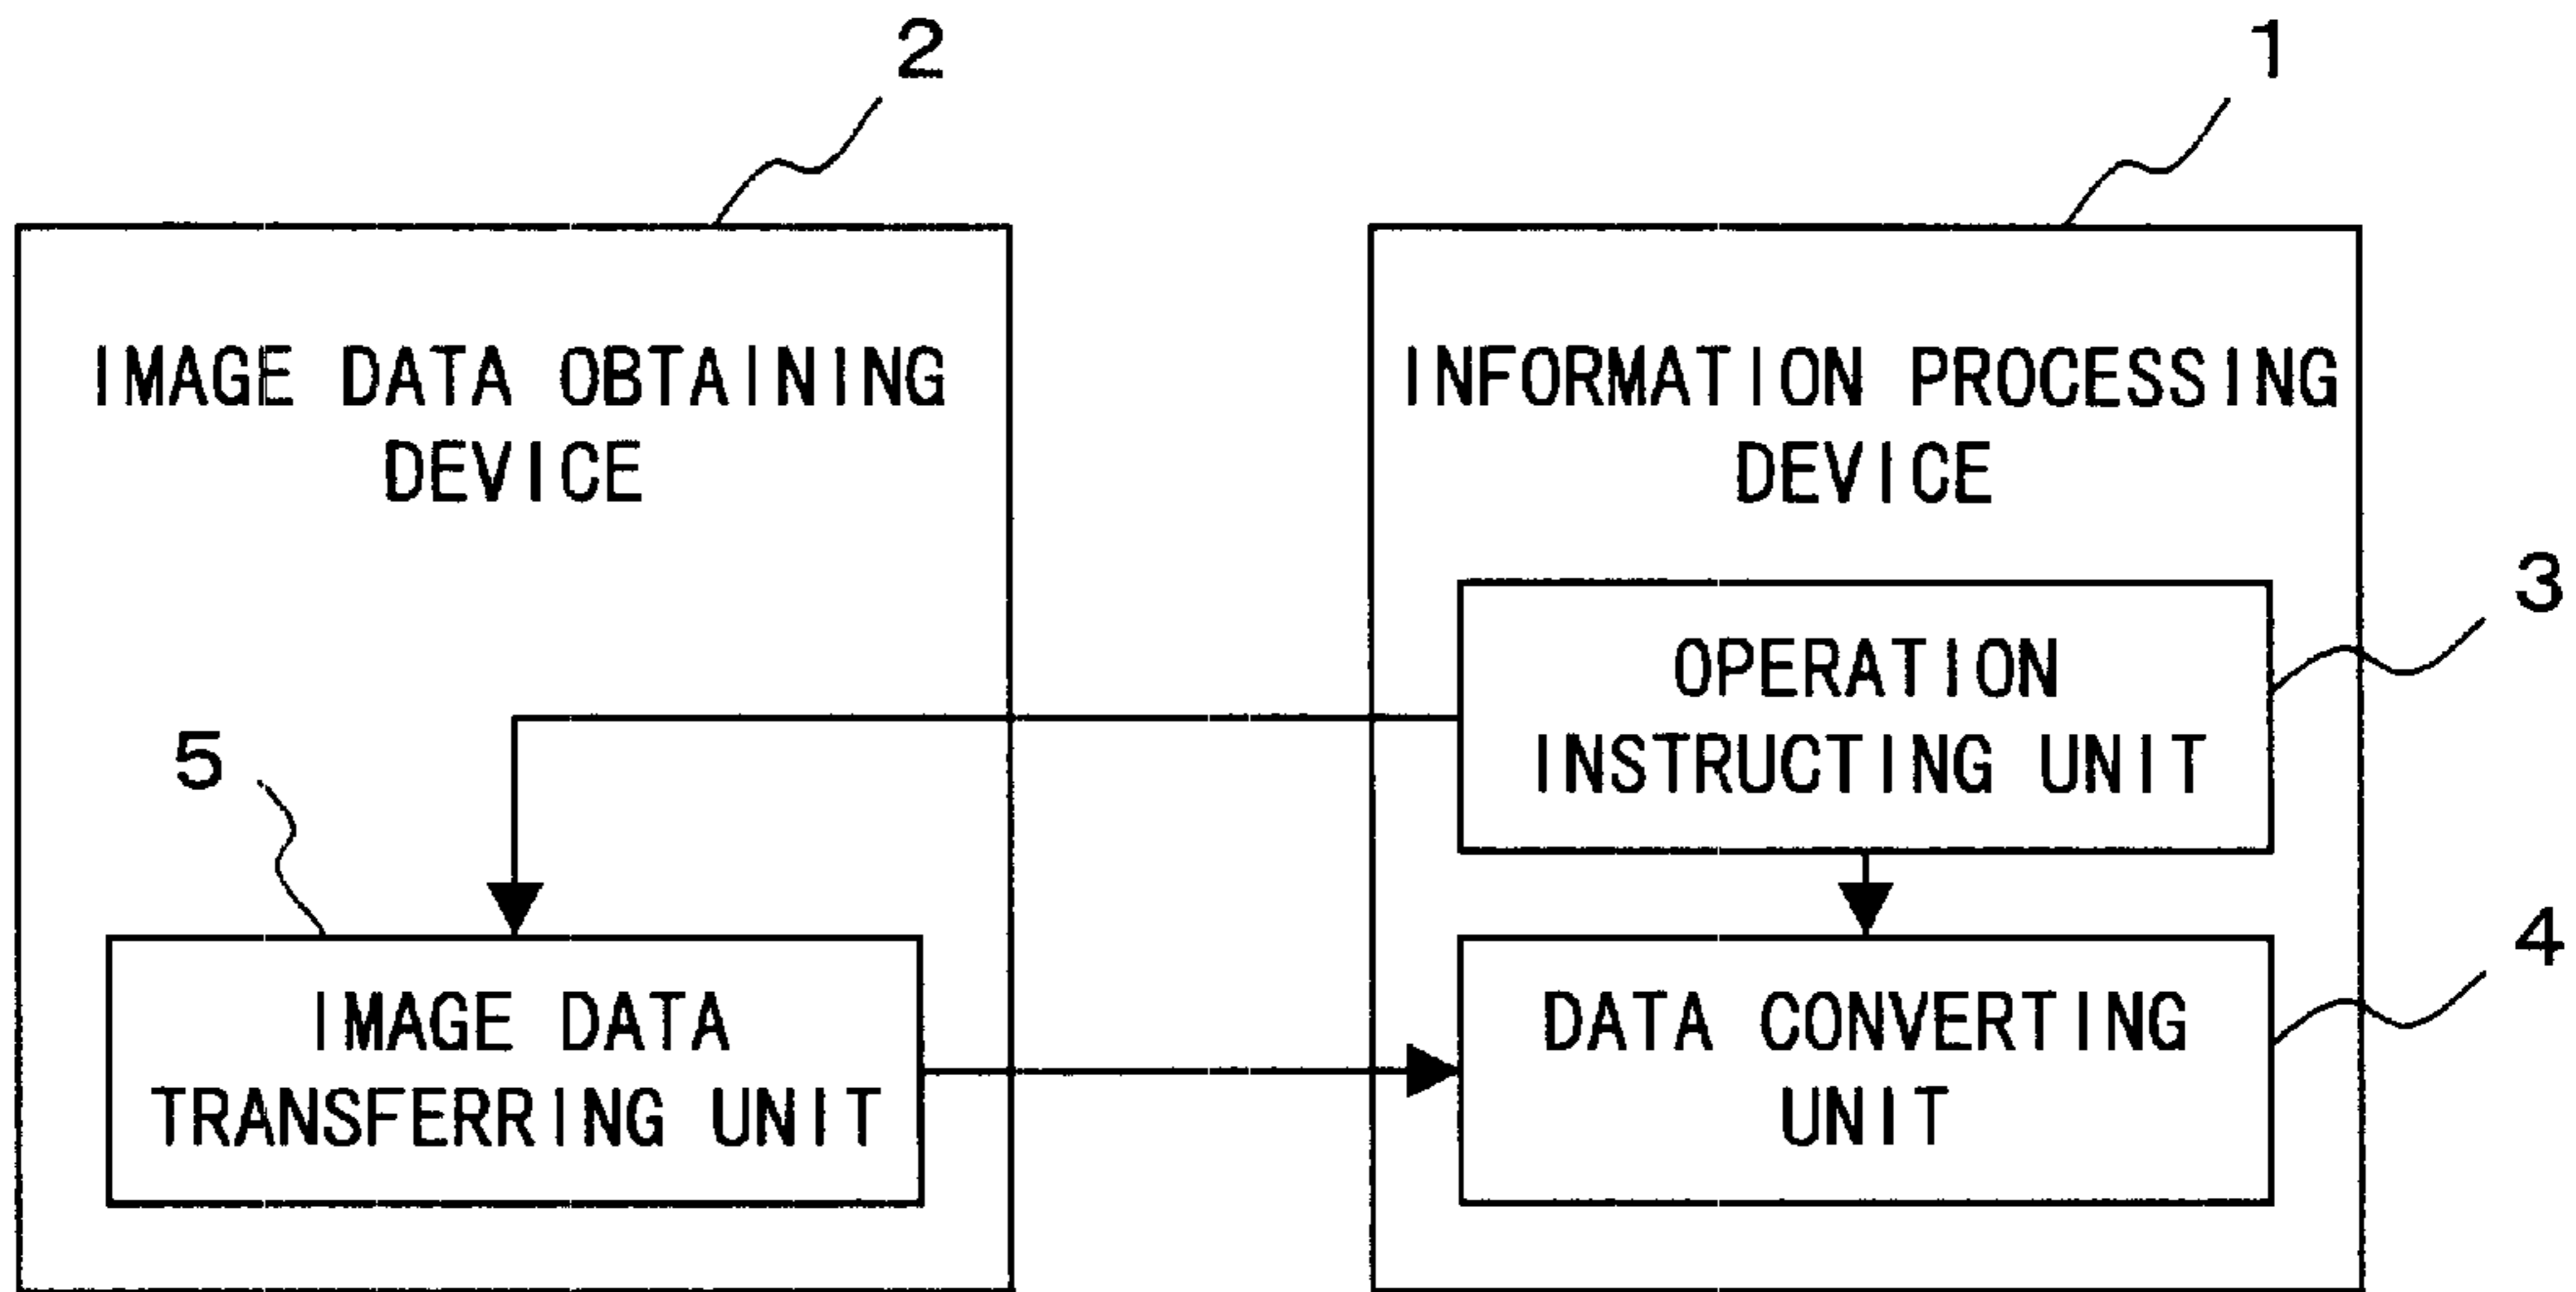 2
1
IMAGE DATA OBTAINING
DEVICE
INFORMATION PROCESSING
DEVICE
3
OPERATION
INSTRUCTING UNIT
5
4
IMAGE DATA
TRANSFERRING UNIT
DATA CONVERTING
UNIT